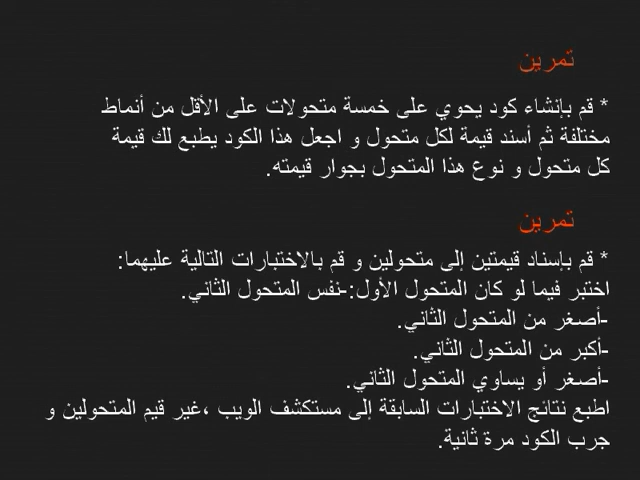 تمرين
* قم بإنشاء كود يحوي على خمسة متحولات على الأقل من أنماط
مختلفة ثم أسند قيمة لكل متحول و اجعل هذا الكود يطبع لك قيمة
كل متحول و نوع هذا المتحول بجوار قيمته.
تمرين
* قم بإسناد قيمتين إلى متحولين و قم بالاختبارات التالية عليهما:
اختبر فيما لو كان المتحول الأول:-نفس المتحول الثاني.
-أصغر من المتحول الثاني.
-أكبر من المتحول الثاني.
-أصغر أو يساوي المتحول الثاني.
اطبع نتائج الاختبارات السابقة إلى مستكشف الويب ،غير قيم المتحولين و
جرب الكود مرة ثانية.